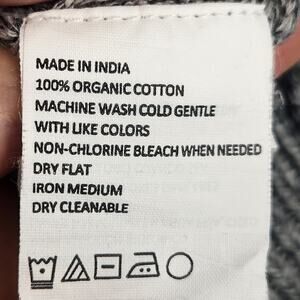 MADE IN INDIA
100% ORGANIC COTTON
MACHINE WASH COLD GENTLE
WITH LIKE COLORS
NON-CHLORINE BLEACH WHEN NEEDED
DRY FLAT
IRON MEDIUM
DRY CLEANABLE